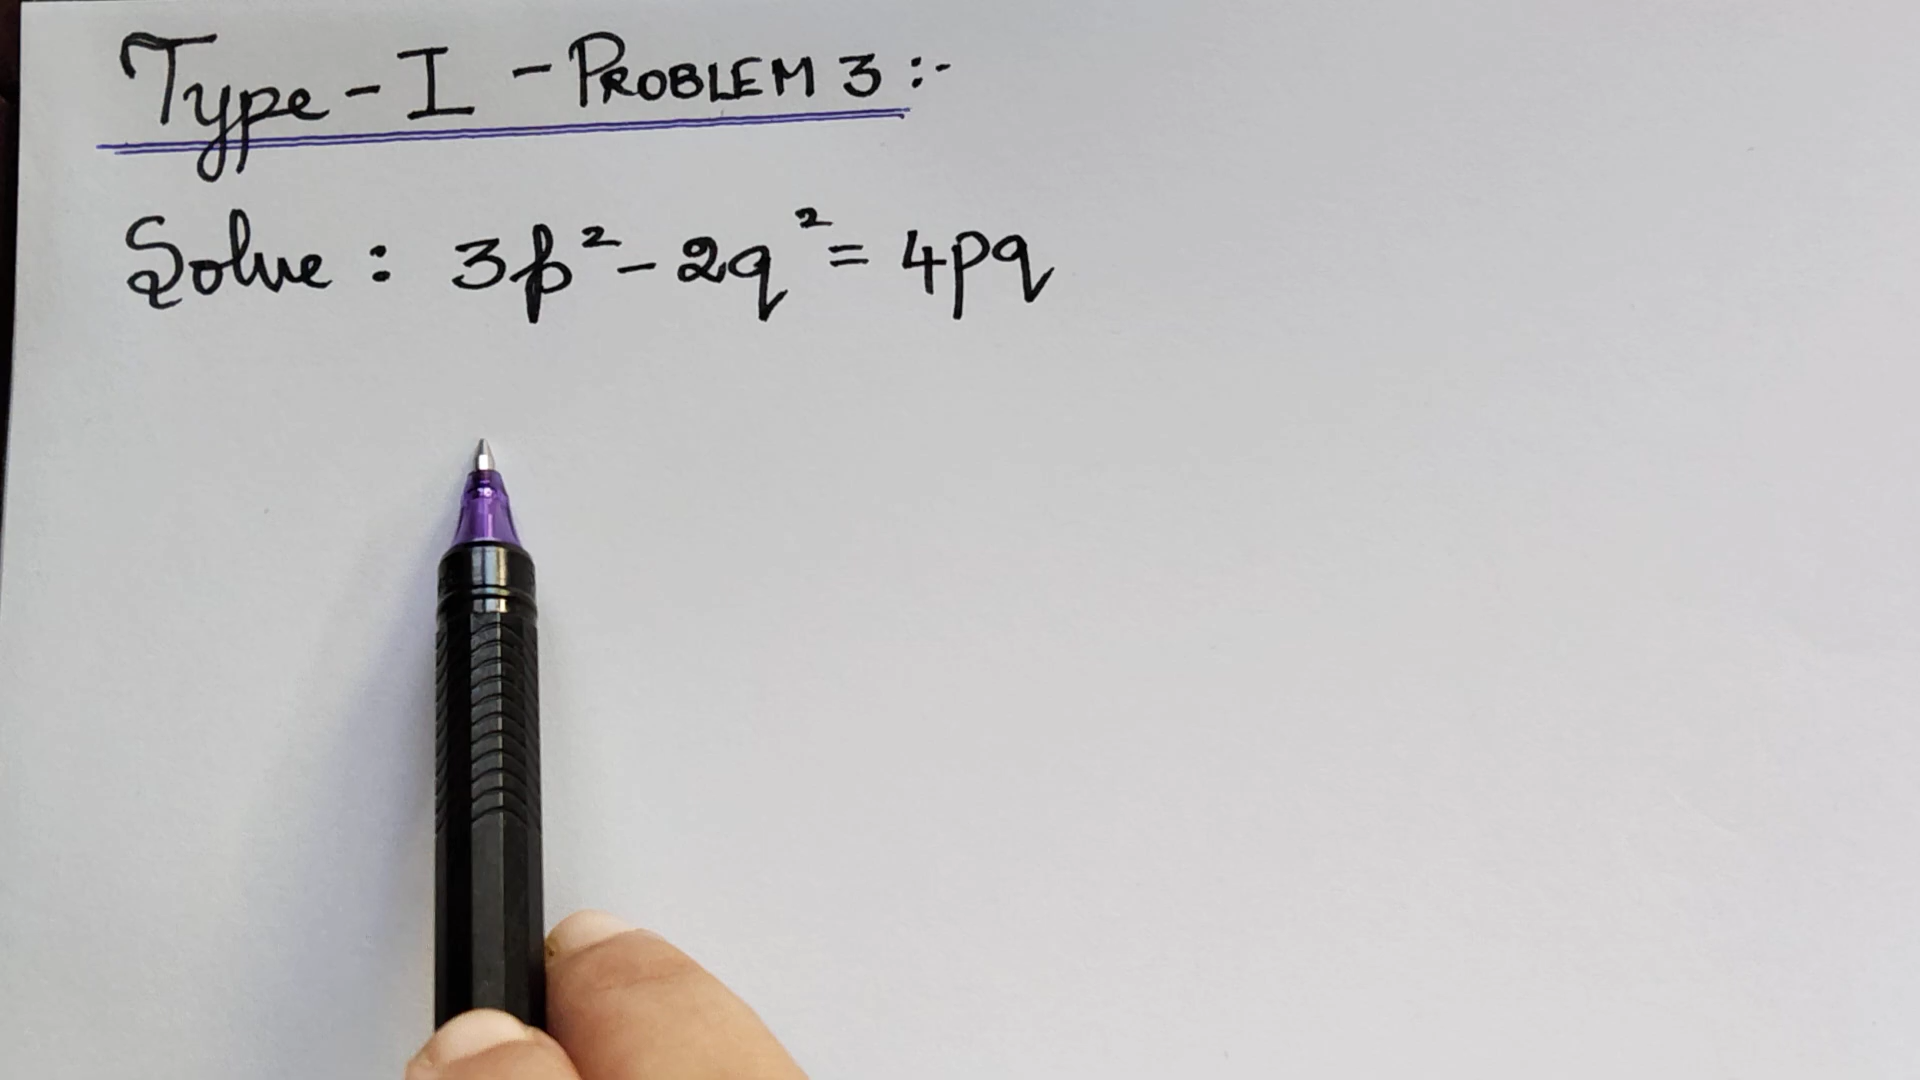 Type - I - PROBLEM 3 :-
Solve : 3p² - 2q² = 4pq